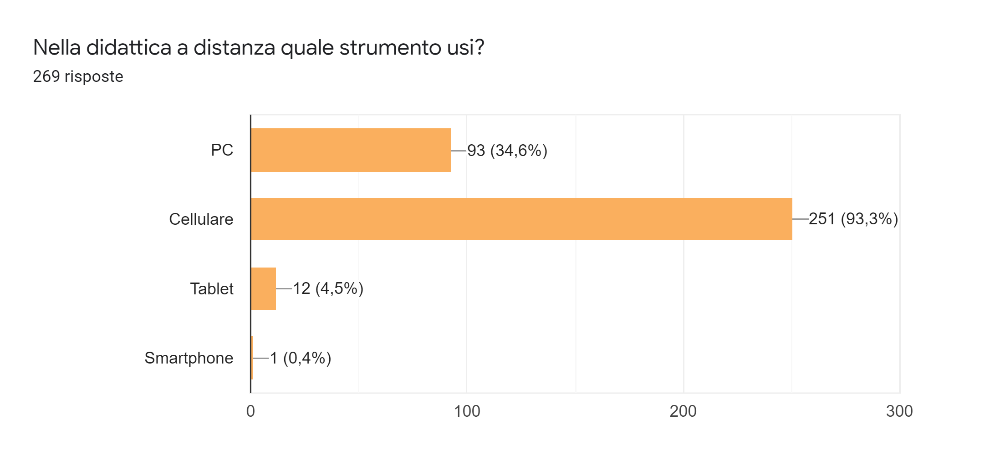 Nella didattica a distanza quale strumento usi?
269 risposte
PC
93 (34,6%)
Cellulare
251 (93,3%)
Tablet
12 (4,5%)
Smartphone
1 (0,4%)
0 100 200 300